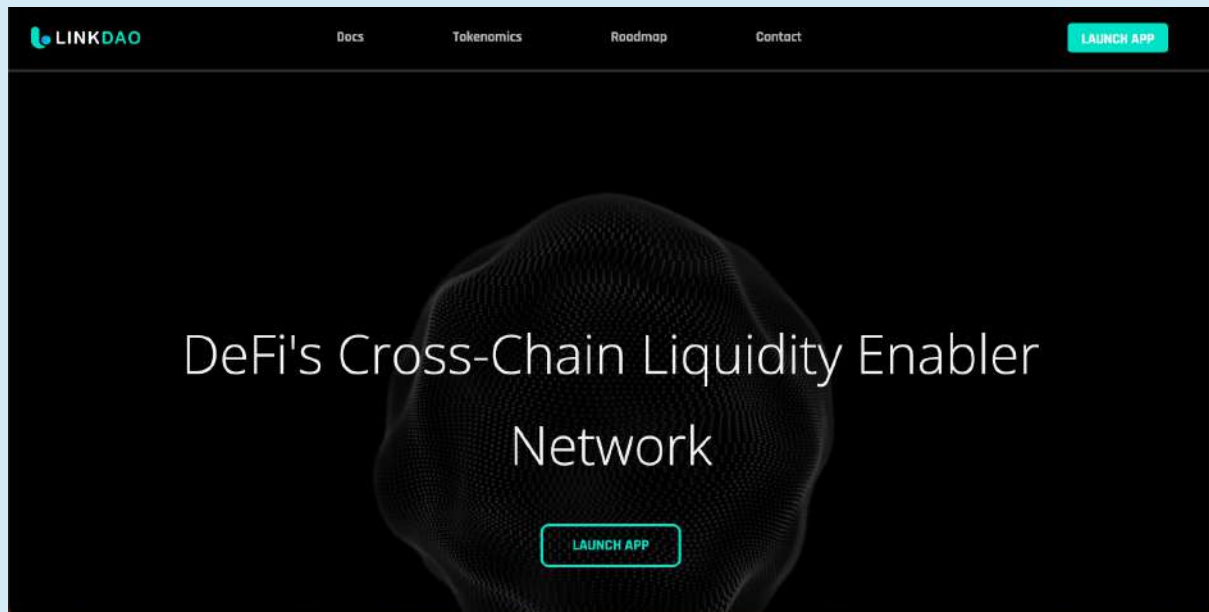 LINKDAO
Docs
Tokenomics
Roadmap
Contact
LAUNCH APP
DeFi's Cross-Chain Liquidity Enabler
Network
LAUNCH APP